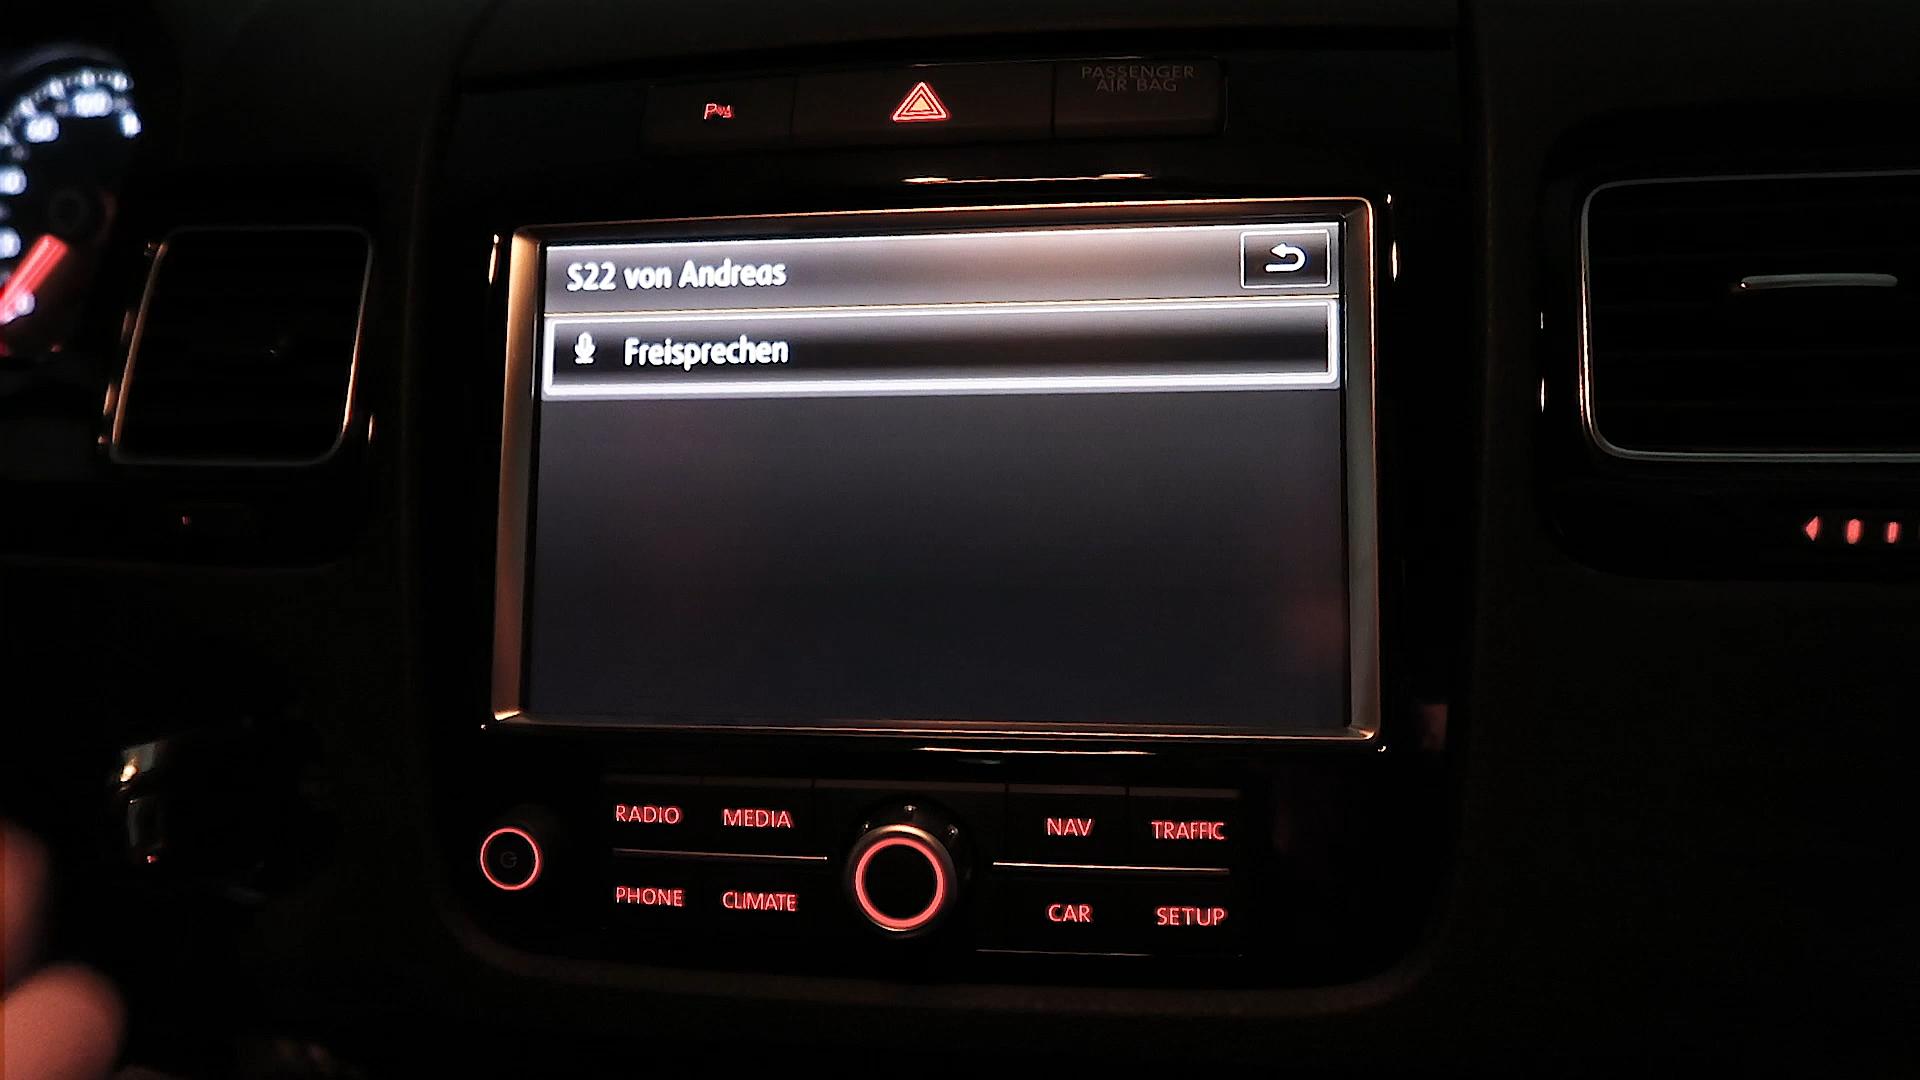 PASSENGER
AIR BAG
S22 von Andreas
Freisprechen
RADIO
MEDIA
NAV
TRAFFIC
PHONE
CLIMATE
CAR
SETUP